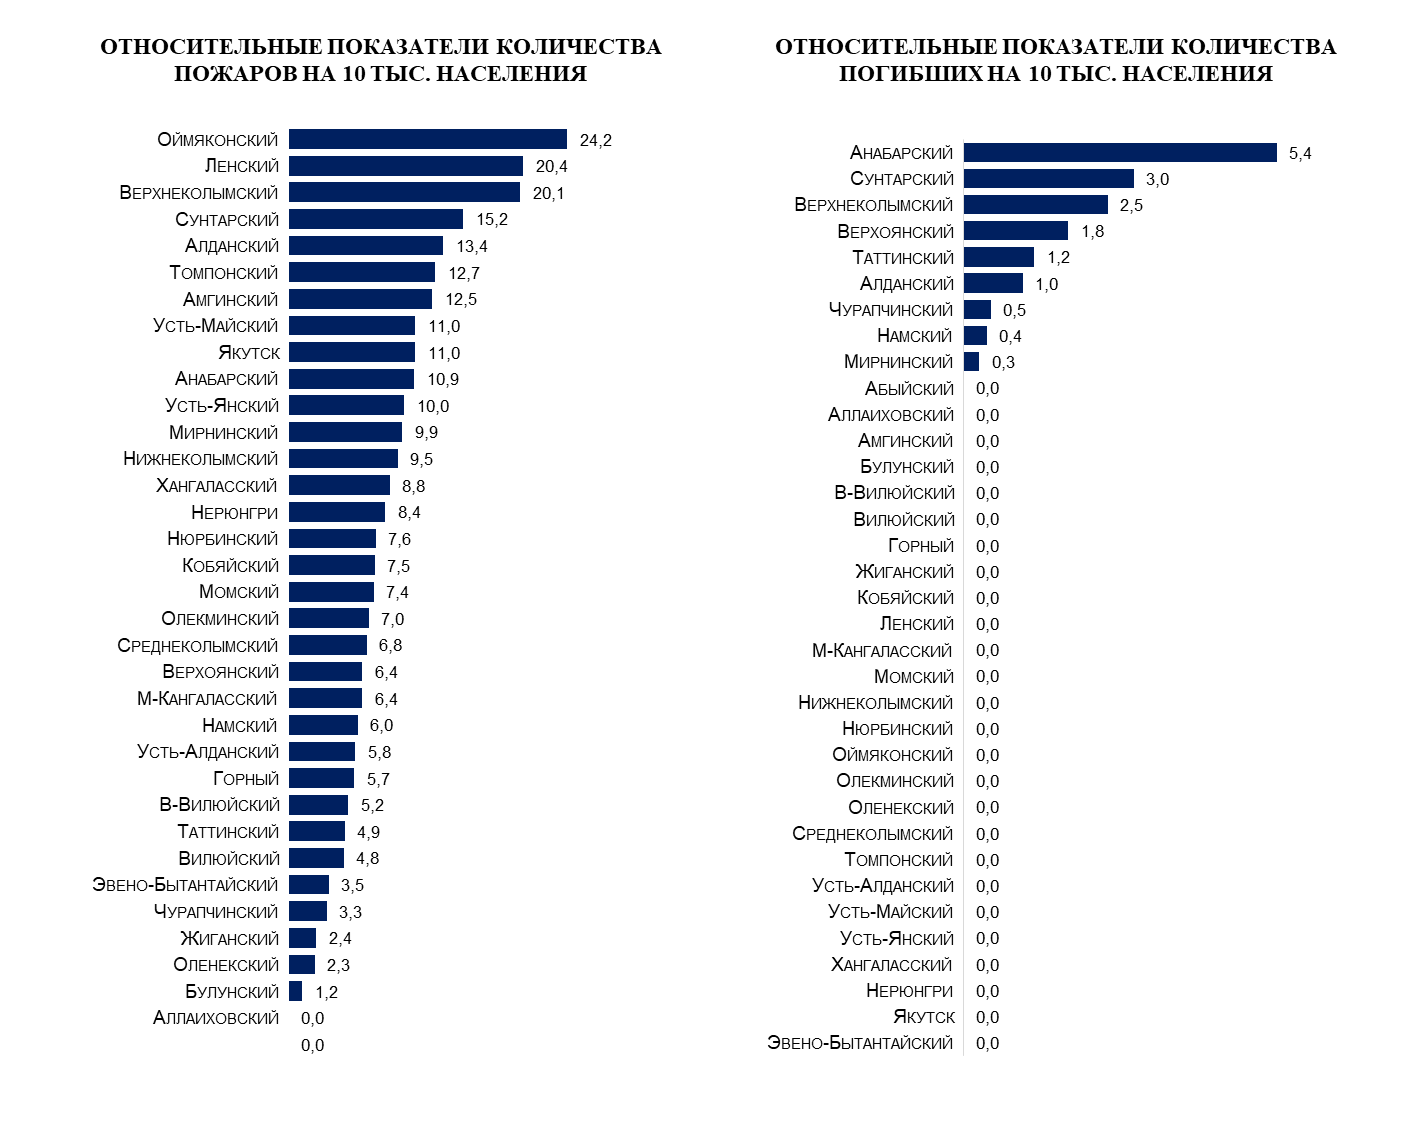 ОТНОСИТЕЛЬНЫЕ ПОКАЗАТЕЛИ КОЛИЧЕСТВА
ПОЖАРОВ НА 10 ТЫС. НАСЕЛЕНИЯ
ОЙМЯКОНСКИЙ 24,2
ЛЕНСКИЙ 20,4
ВЕРХНЕКОЛЫМСКИЙ 20,1
СУНТАРСКИЙ 15,2
АЛДАНСКИЙ 13,4
ТОМПОНСКИЙ 12,7
АМГИНСКИЙ 12,5
УСТЬ-МАЙСКИЙ 11,0
ЯКУТСК 11,0
АНАБАРСКИЙ 10,9
УСТЬ-ЯНСКИЙ 10,0
МИРНИНСКИЙ 9,9
НИЖНЕКОЛЫМСКИЙ 9,5
ХАНГАЛАССКИЙ 8,8
НЕРЮНГРИ 8,4
НЮРБИНСКИЙ 7,6
КОБЯЙСКИЙ 7,5
МОМСКИЙ 7,4
ОЛЕКМИНСКИЙ 7,0
СРЕДНЕКОЛЫМСКИЙ 6,8
ВЕРХОЯНСКИЙ 6,4
М-КАНГАЛАССКИЙ 6,4
НАМСКИЙ 6,0
УСТЬ-АЛДАНСКИЙ 5,8
ГОРНЫЙ 5,7
В-ВИЛЮЙСКИЙ 5,2
ТАТТИНСКИЙ 4,9
ВИЛЮЙСКИЙ 4,8
ЭВЕНО-БЫТАНТАЙСКИЙ 3,5
ЧУРАПЧИНСКИЙ 3,3
ЖИГАНСКИЙ 2,4
ОЛЕНЕКСКИЙ 2,3
БУЛУНСКИЙ 1,2
АЛЛАИХОВСКИЙ 0,0
0,0
ОТНОСИТЕЛЬНЫЕ ПОКАЗАТЕЛИ КОЛИЧЕСТВА
ПОГИБШИХ НА 10 ТЫС. НАСЕЛЕНИЯ
АНАБАРСКИЙ 5,4
СУНТАРСКИЙ 3,0
ВЕРХНЕКОЛЫМСКИЙ 2,5
ВЕРХОЯНСКИЙ 1,8
ТАТТИНСКИЙ 1,2
АЛДАНСКИЙ 1,0
ЧУРАПЧИНСКИЙ 0,5
НАМСКИЙ 0,4
МИРНИНСКИЙ 0,3
АБЫЙСКИЙ 0,0
АЛЛАИХОВСКИЙ 0,0
АМГИНСКИЙ 0,0
БУЛУНСКИЙ 0,0
В-ВИЛЮЙСКИЙ 0,0
ВИЛЮЙСКИЙ 0,0
ГОРНЫЙ 0,0
ЖИГАНСКИЙ 0,0
КОБЯЙСКИЙ 0,0
ЛЕНСКИЙ 0,0
М-КАНГАЛАССКИЙ 0,0
МОМСКИЙ 0,0
НИЖНЕКОЛЫМСКИЙ 0,0
НЮРБИНСКИЙ 0,0
ОЙМЯКОНСКИЙ 0,0
ОЛЕКМИНСКИЙ 0,0
ОЛЕНЕКСКИЙ 0,0
СРЕДНЕКОЛЫМСКИЙ 0,0
ТОМПОНСКИЙ 0,0
УСТЬ-АЛДАНСКИЙ 0,0
УСТЬ-МАЙСКИЙ 0,0
УСТЬ-ЯНСКИЙ 0,0
ХАНГАЛАССКИЙ 0,0
НЕРЮНГРИ 0,0
ЯКУТСК 0,0
ЭВЕНО-БЫТАНТАЙСКИЙ 0,0